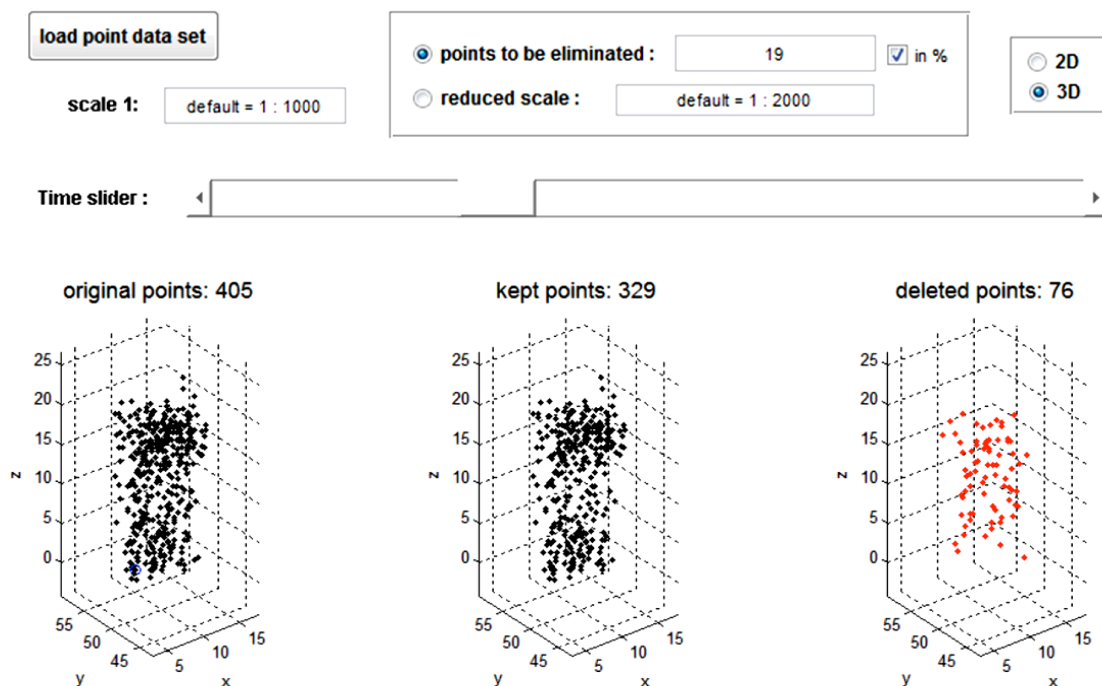 load point data set
points to be eliminated : 19 in %
2D
scale 1: default = 1 : 1000
reduced scale : default = 1 : 2000
3D
Time slider :
original points: 405
25
20
15
10
5
0
z
55
50
45
y
5
10
15
x
kept points: 329
25
20
15
10
5
0
z
55
50
45
y
5
10
15
x
deleted points: 76
25
20
15
10
5
0
z
55
50
45
y
5
10
15
x